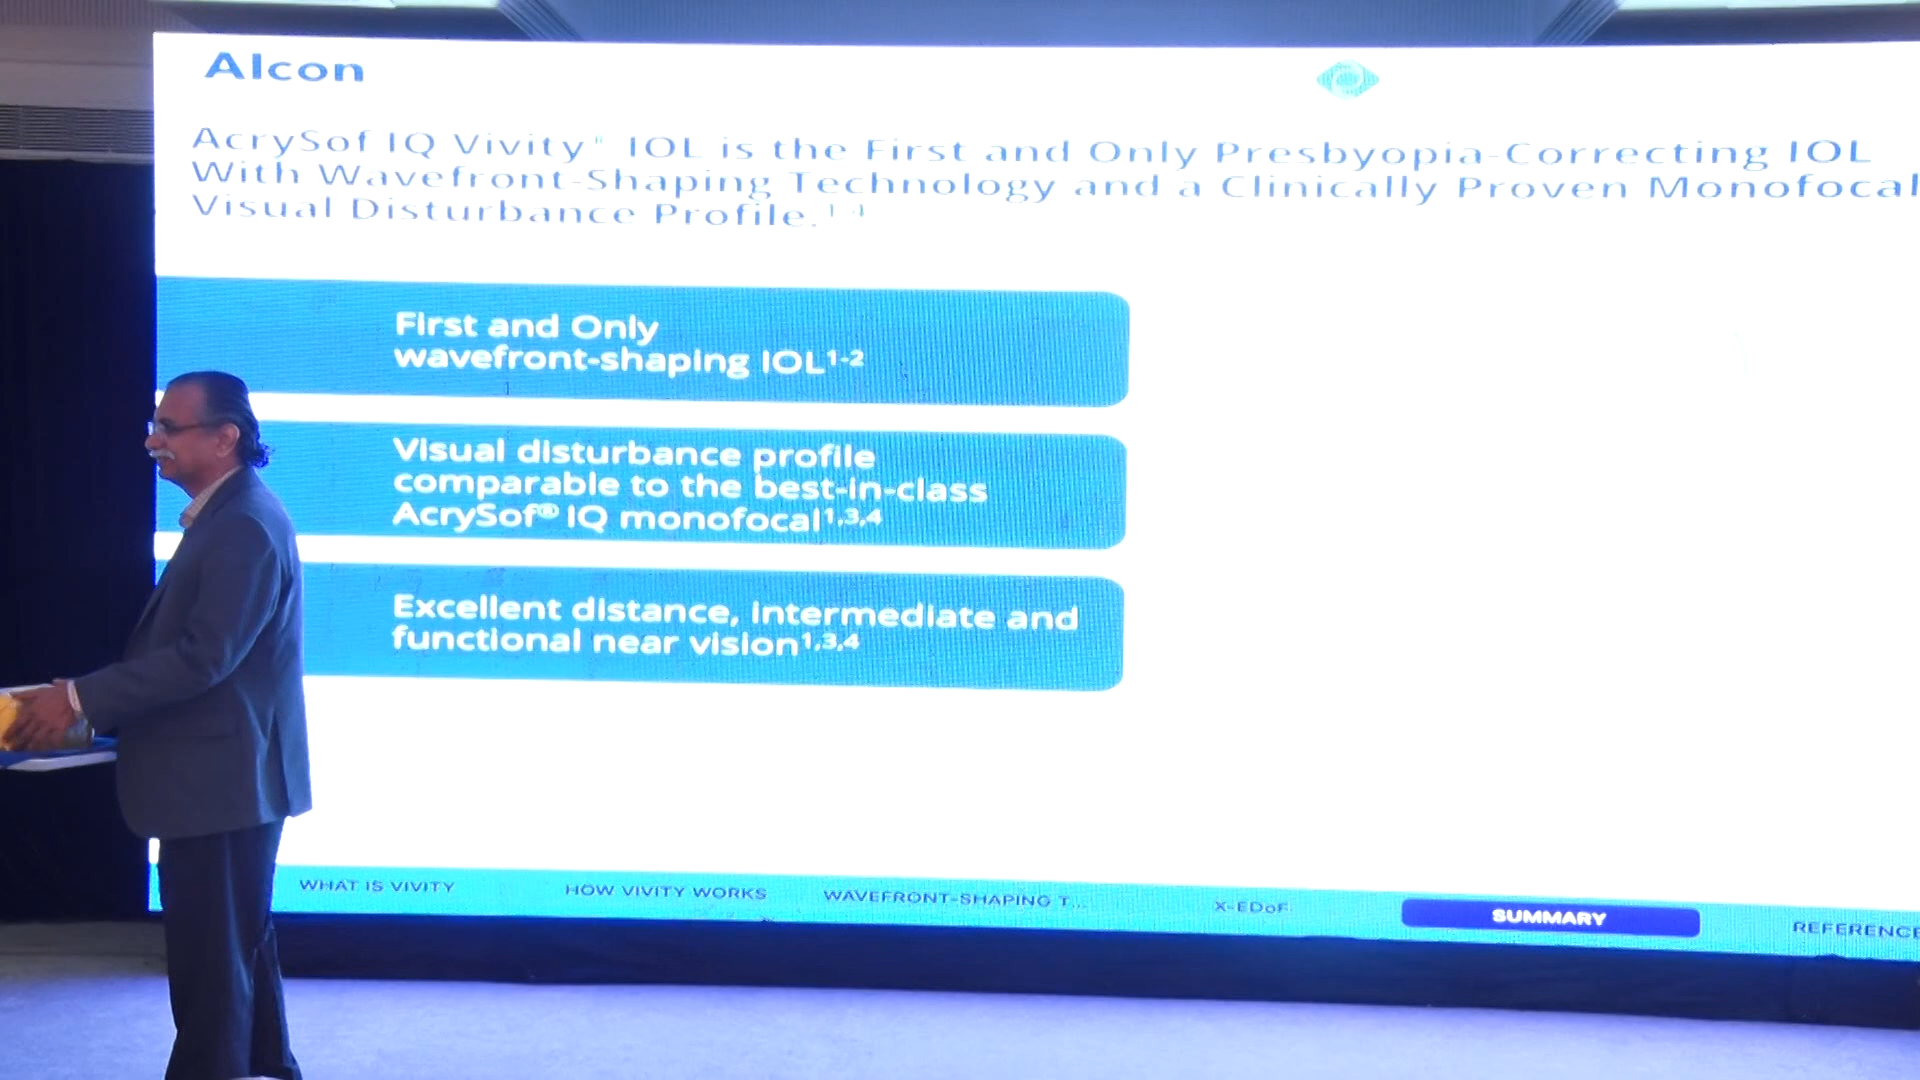 Alcon
AcrySof IQ Vivity® IOL is the First and Only Presbyopia-Correcting IOL
With Wavefront-Shaping Technology and a Clinically Proven Monofocal
Visual Disturbance Profile.1-4
First and Only
wavefront-shaping IOL1-2
Visual disturbance profile
comparable to the best-in-class
AcrySof® IQ monofocal1,3,4
Excellent distance, intermediate and
functional near vision1,3,4
WHAT IS VIVITY
HOW VIVITY WORKS
WAVEFRONT-SHAPING T...
X-EDoF
SUMMARY
REFERENCE